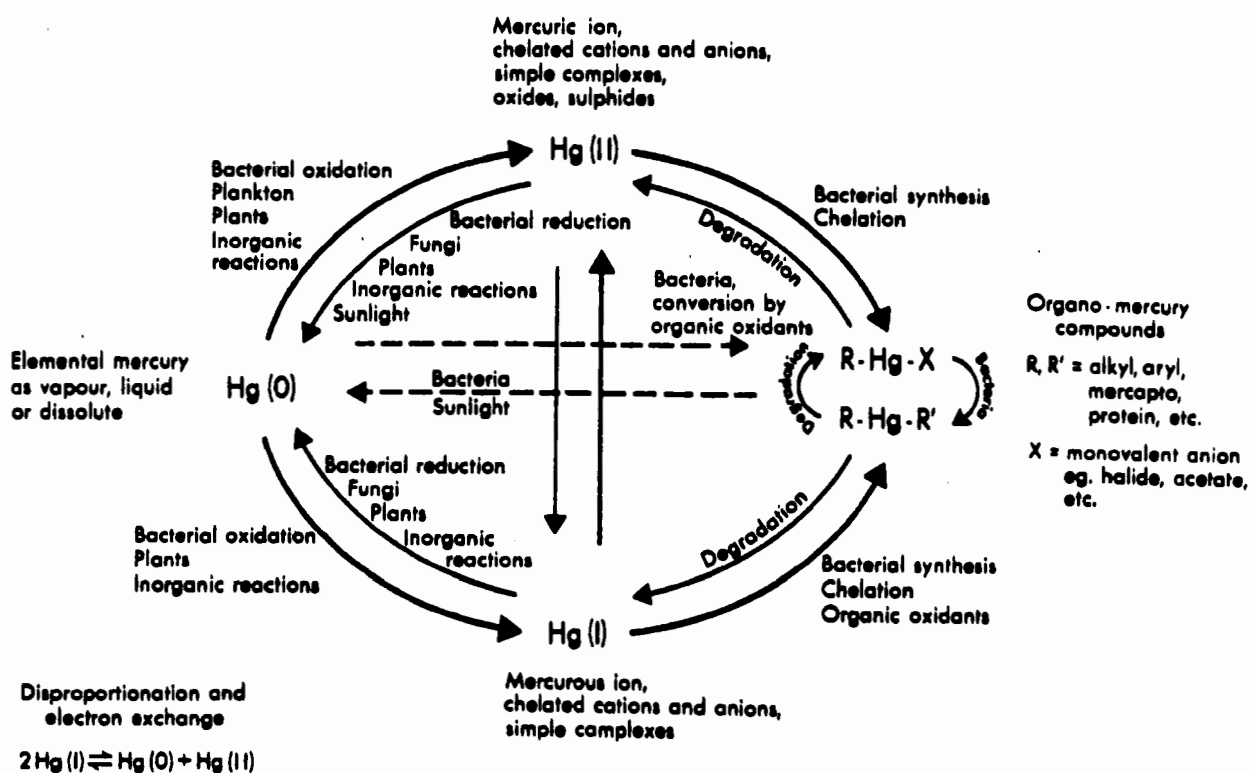 Mercuric ion,
chelated cations and anions,
simple complexes,
oxides, sulphides
Hg (II)
Bacterial oxidation
Plankton
Plants
Inorganic
reactions
Bacterial reduction
Fungi
Plants
Inorganic reactions
Sunlight
Degradation
Bacterial synthesis
Chelation
Bacteria,
conversion by
organic oxidants
Elemental mercury
as vapour, liquid
or dissolute
Hg (O)
Bacteria
Sunlight
Degradation
R-Hg-X
R-Hg-R'
Bacteria
Organo-mercury
compounds
R, R' = alkyl, aryl,
mercapto,
protein, etc.
X = monovalent anion
eg. halide, acetate,
etc.
Bacterial reduction
Fungi
Plants
Inorganic
reactions
Bacterial oxidation
Plants
Inorganic reactions
Degradation
Bacterial synthesis
Chelation
Organic oxidants
Hg (I)
Mercurous ion,
chelated cations and anions,
simple camplexes
Disproportionation and
electron exchange
2 Hg (I) ⇌ Hg (O) + Hg (II)